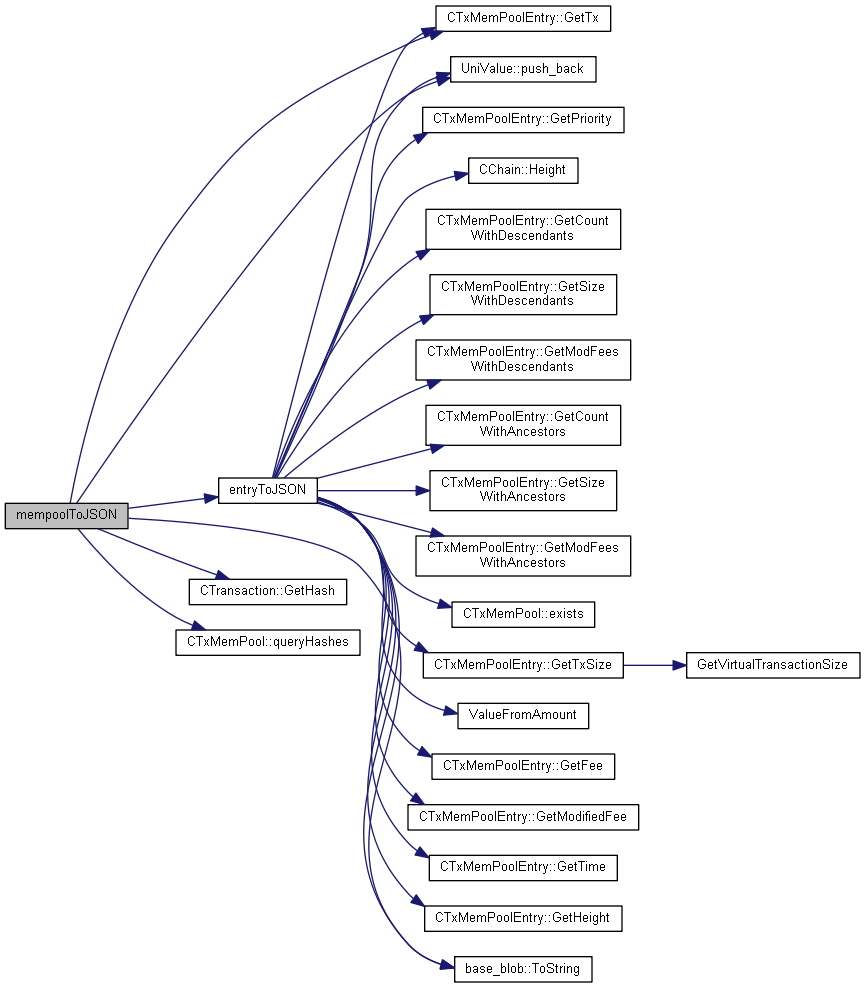 CTxMemPoolEntry::GetTx
UniValue::push_back
CTxMemPoolEntry::GetPriority
CChain::Height
CTxMemPoolEntry::GetCount
WithDescendants
CTxMemPoolEntry::GetSize
WithDescendants
CTxMemPoolEntry::GetModFees
WithDescendants
CTxMemPoolEntry::GetCount
WithAncestors
entryToJSON
CTxMemPoolEntry::GetSize
WithAncestors
mempoolToJSON
CTxMemPoolEntry::GetModFees
WithAncestors
CTransaction::GetHash
CTxMemPool::exists
CTxMemPool::queryHashes
CTxMemPoolEntry::GetTxSize
GetVirtualTransactionSize
ValueFromAmount
CTxMemPoolEntry::GetFee
CTxMemPoolEntry::GetModifiedFee
CTxMemPoolEntry::GetTime
CTxMemPoolEntry::GetHeight
base_blob::ToString